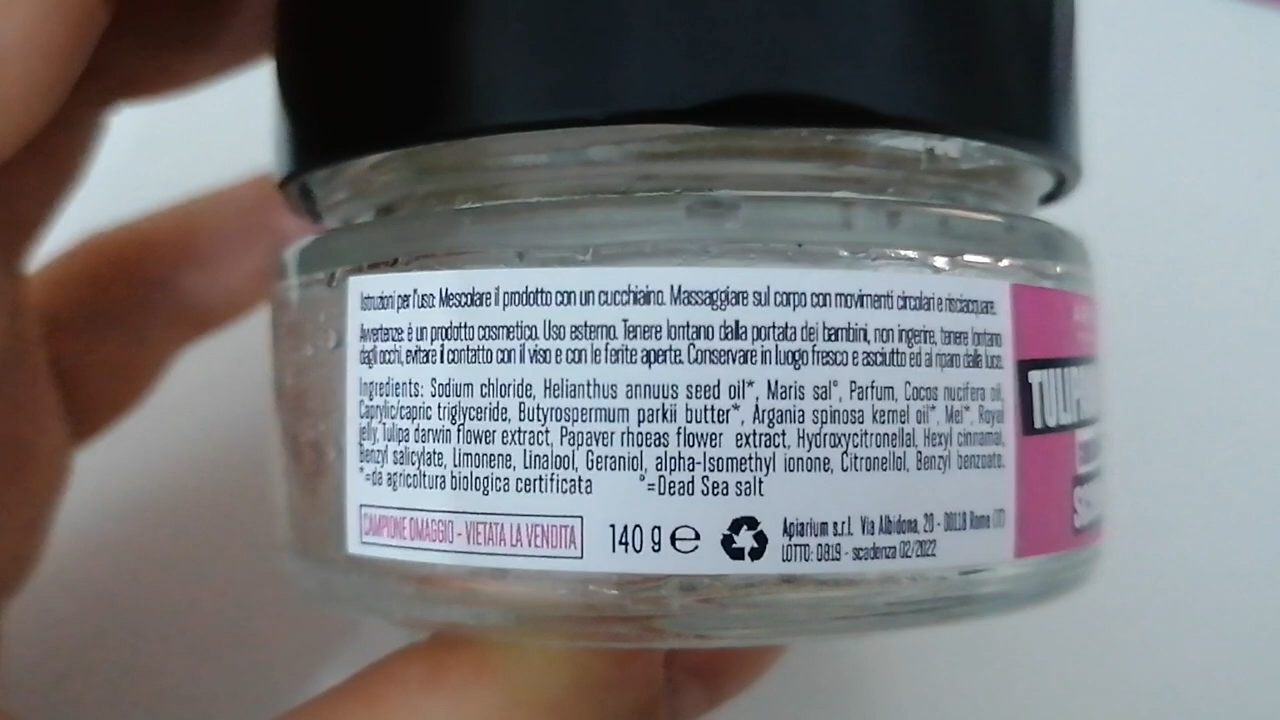 Istruzioni per l'uso: Mescolare il prodotto con un cucchiaino. Massaggiare sul corpo con movimenti circolari e risciacquare.
Avvertenze: è un prodotto cosmetico. Uso esterno. Tenere lontano dalla portata dei bambini, non ingerire, tenere lontano
dagli occhi, evitare il contatto con il viso e con le ferite aperte. Conservare in luogo fresco e asciutto ed al riparo dalla luce.
Ingredients: Sodium chloride, Helianthus annuus seed oil*, Maris sal°, Parfum, Cocos nucifera oil,
Caprylic/capric triglyceride, Butyrospermum parkii butter*, Argania spinosa kernel oil*, Mel*, Royal
jelly, Tulipa darwin flower extract, Papaver rhoeas flower extract, Hydroxycitronellal, Hexyl cinnamal,
Benzyl salicylate, Limonene, Linalool, Geraniol, alpha-Isomethyl ionone, Citronellol, Benzyl benzoate.
*=da agricoltura biologica certificata °=Dead Sea salt
CAMPIONE OMAGGIO - VIETATA LA VENDITA
140 g e
Apiarium s.r.l. Via Albidona, 20 - 00118 Roma
LOTTO: 0819 - scadenza 02/2022